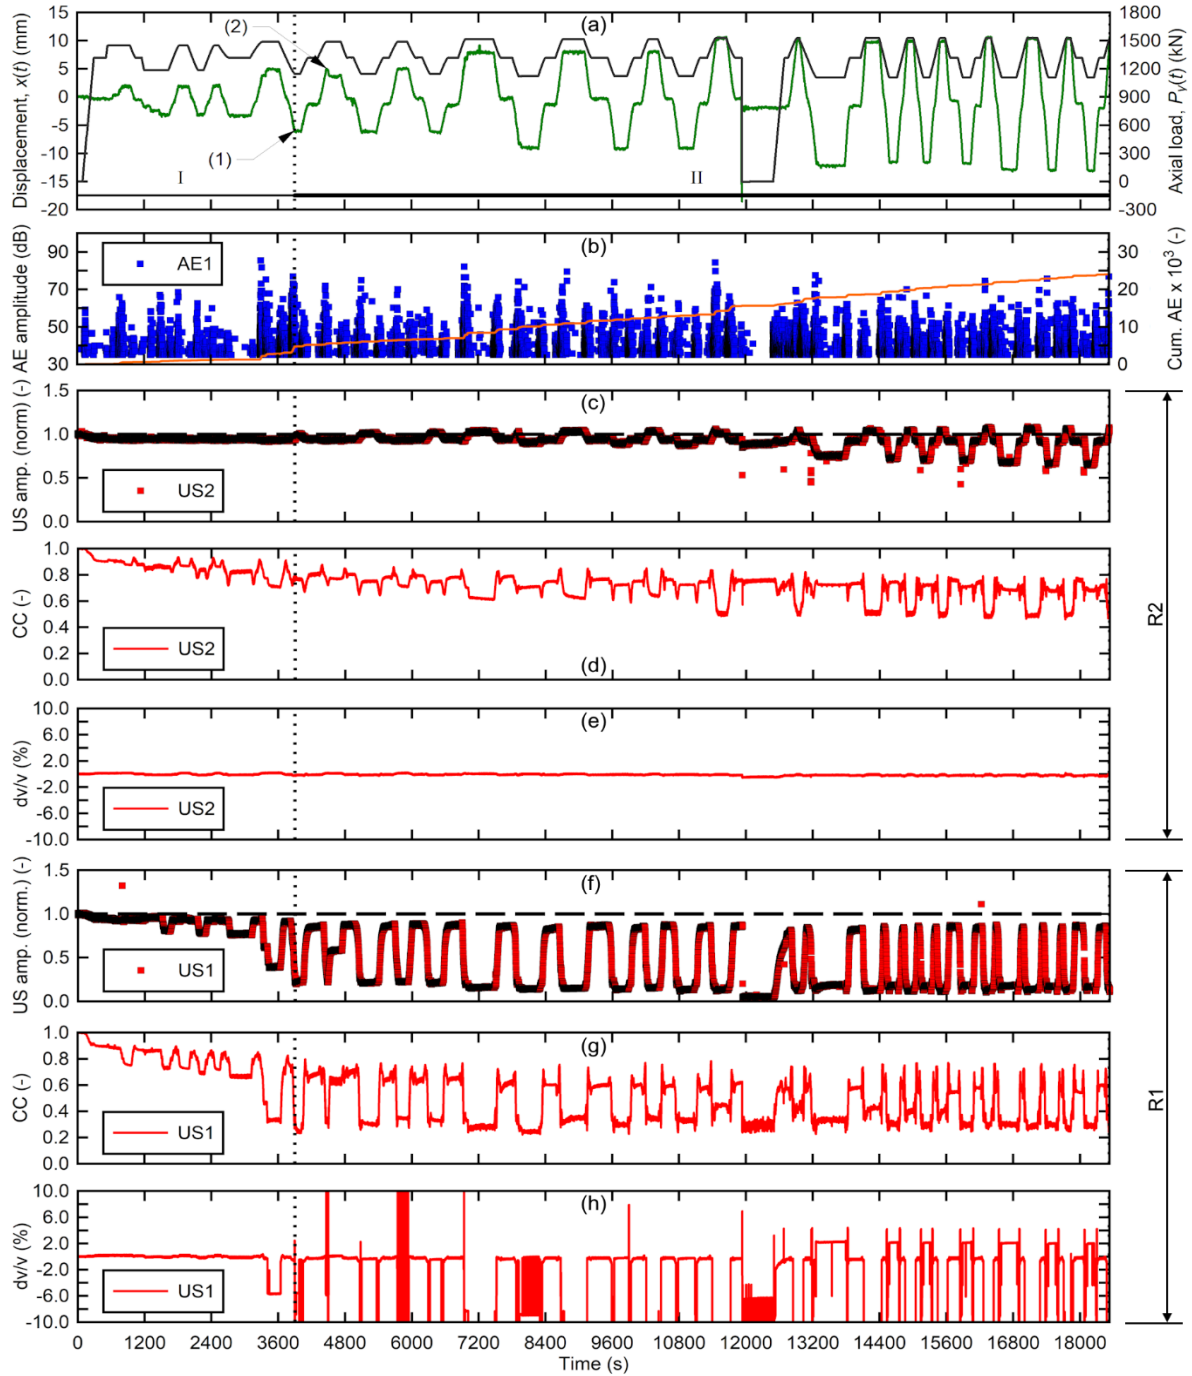 (a)
Displacement, x(t) (mm)
15
10
5
0
-5
-10
-15
-20
(2)
(1)
I
II
1800
1500
1200
900
600
300
0
-300
Axial load, Pv(t) (kN)
(b)
AE amplitude (dB)
90
70
50
30
AE1
30
20
10
0
Cum. AE x 10³ (-)
(c)
US amp. (norm) (-)
1.5
1.0
0.5
0.0
US2
CC (-)
1.0
0.8
0.6
0.4
0.2
0.0
US2
(d)
(e)
dv/v (%)
10.0
6.0
2.0
-2.0
-6.0
-10.0
US2
R2
(f)
US amp. (norm.) (-)
1.5
1.0
0.5
0.0
US1
(g)
CC (-)
1.0
0.8
0.6
0.4
0.2
0.0
US1
(h)
dv/v (%)
10.0
6.0
2.0
-2.0
-6.0
-10.0
US1
R1
0 1200 2400 3600 4800 6000 7200 8400 9600 10800 12000 13200 14400 15600 16800 18000
Time (s)